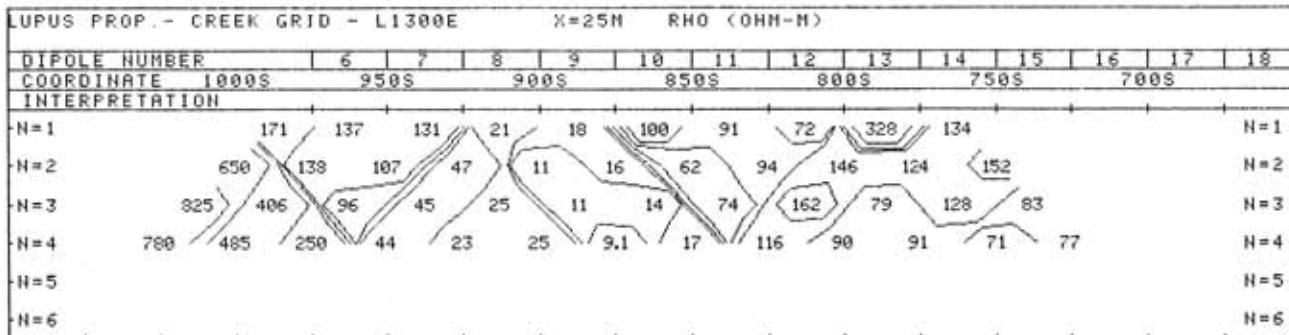 LUPUS PROP.- CREEK GRID - L1300E X=25M RHO (OHM-M)
DIPOLE NUMBER 6 7 8 9 10 11 12 13 14 15 16 17 18
COORDINATE 1000S 950S 900S 850S 800S 750S 700S
INTERPRETATION
N=1 171 137 131 21 18 100 91 72 328 134 N=1
N=2 650 138 107 47 11 16 62 94 146 124 152 N=2
N=3 825 406 96 45 25 11 14 74 162 79 128 83 N=3
N=4 780 485 250 44 23 25 9.1 17 116 90 91 71 77 N=4
N=5 N=5
N=6 N=6